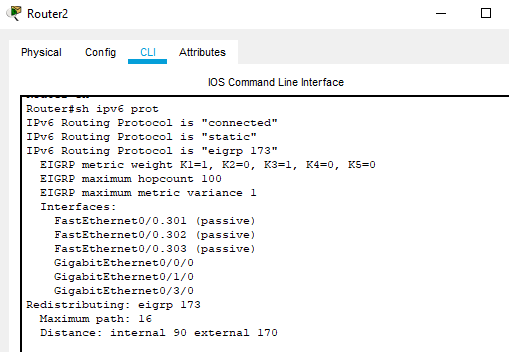 Router2
Physical Config CLI Attributes
IOS Command Line Interface
Router#sh ipv6 prot
IPv6 Routing Protocol is "connected"
IPv6 Routing Protocol is "static"
IPv6 Routing Protocol is "eigrp 173"
EIGRP metric weight K1=1, K2=0, K3=1, K4=0, K5=0
EIGRP maximum hopcount 100
EIGRP maximum metric variance 1
Interfaces:
FastEthernet0/0.301 (passive)
FastEthernet0/0.302 (passive)
FastEthernet0/0.303 (passive)
GigabitEthernet0/0/0
GigabitEthernet0/1/0
GigabitEthernet0/3/0
Redistributing: eigrp 173
Maximum path: 16
Distance: internal 90 external 170